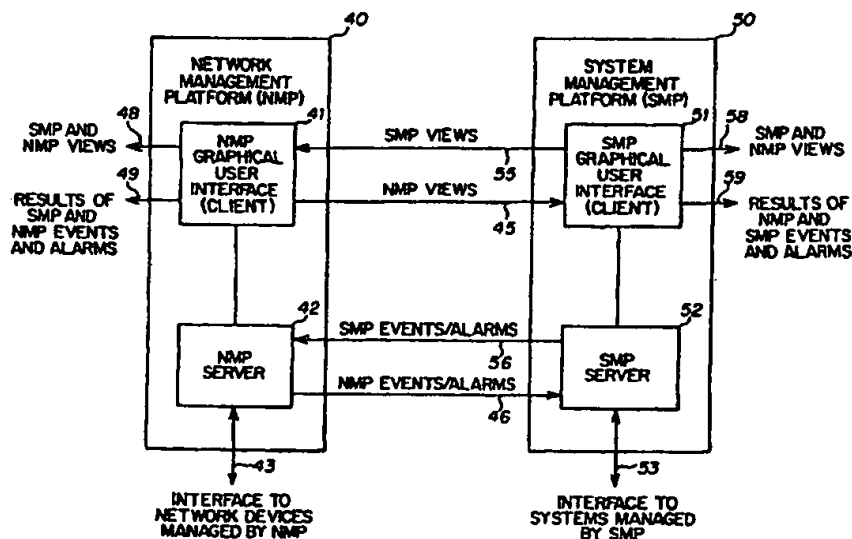 40
NETWORK
MANAGEMENT
PLATFORM (NMP)
48
SMP AND
NMP VIEWS
41
NMP
GRAPHICAL
USER
INTERFACE
(CLIENT)
49
RESULTS OF
SMP AND
NMP EVENTS
AND ALARMS
SMP VIEWS
55
NMP VIEWS
45
50
SYSTEM
MANAGEMENT
PLATFORM (SMP)
51
SMP
GRAPHICAL
USER
INTERFACE
(CLIENT)
58
SMP AND
NMP VIEWS
59
RESULTS OF
NMP AND
SMP EVENTS
AND ALARMS
42
NMP
SERVER
SMP EVENTS/ALARMS
56
NMP EVENTS/ALARMS
46
52
SMP
SERVER
43
INTERFACE TO
NETWORK DEVICES
MANAGED BY NMP
53
INTERFACE TO
SYSTEMS MANAGED
BY SMP